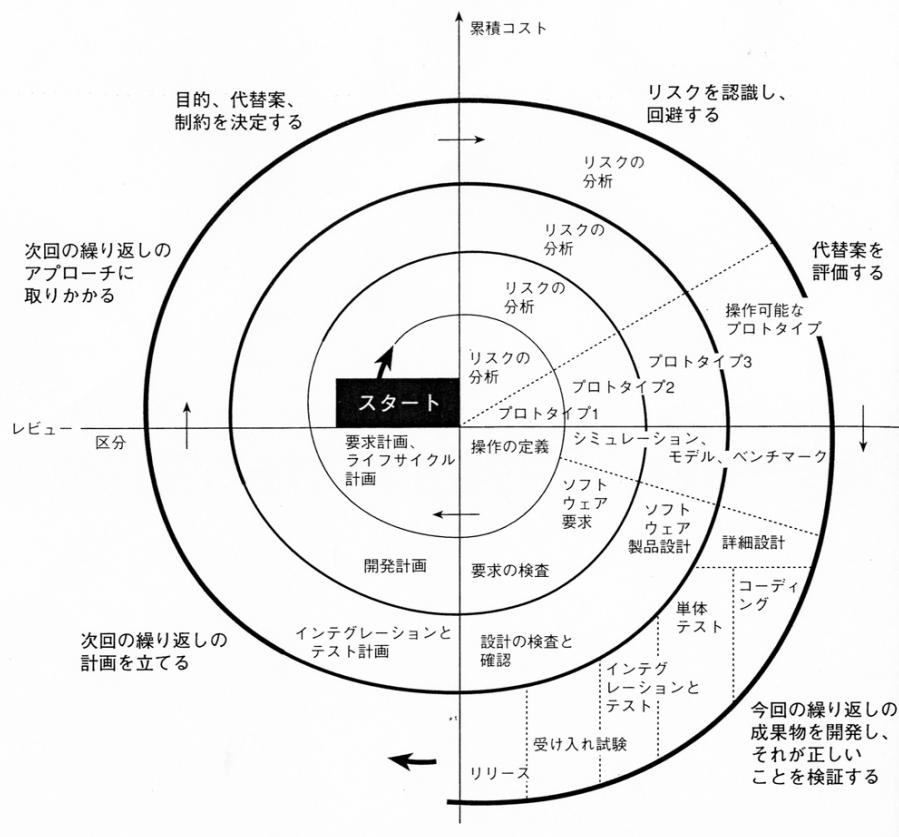 累積コスト
目的、代替案、
制約を決定する
リスクを認識し、
回避する
リスクの
分析
次回の繰り返しの
アプローチに
取りかかる
リスクの
分析
代替案を
評価する
リスクの
分析
操作可能な
プロトタイプ
リスクの
分析
プロトタイプ3
プロトタイプ2
スタート
プロトタイプ1
レビュー
区分
要求計画、
ライフサイクル
計画
操作の定義
シミュレーション、
モデル、ベンチマーク
ソフト
ウェア
要求
ソフト
ウェア
製品設計
詳細設計
開発計画
要求の検査
コーディ
ング
単体
テスト
次回の繰り返しの
計画を立てる
インテグレーションと
テスト計画
設計の検査と
確認
インテグ
レーションと
テスト
受け入れ試験
リリース
今回の繰り返しの
成果物を開発し、
それが正しい
ことを検証する